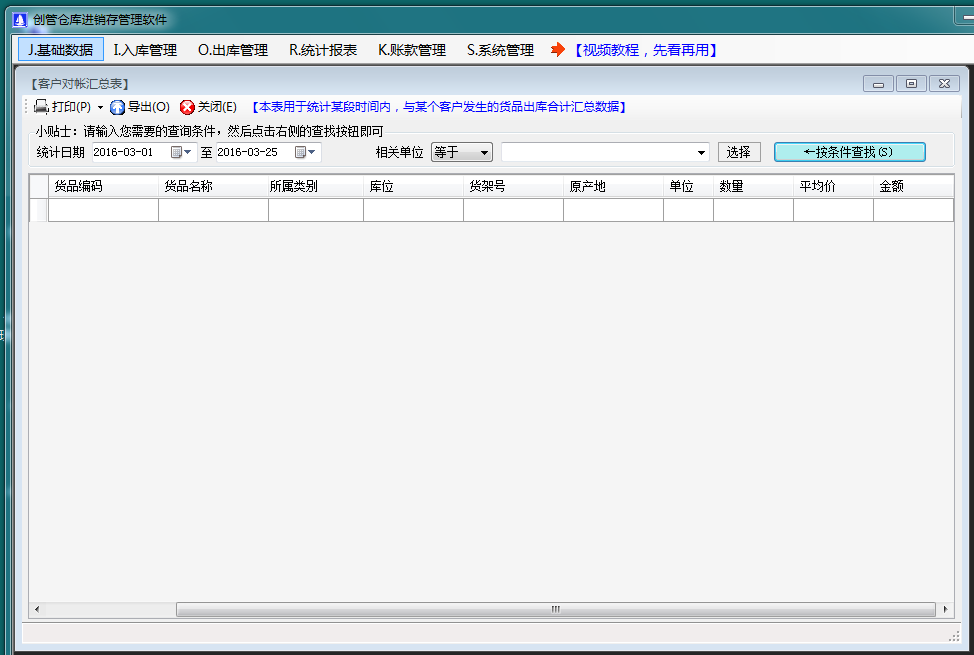 创管仓库进销存管理软件
J.基础数据 I.入库管理 O.出库管理 R.统计报表 K.账款管理 S.系统管理 【视频教程，先看再用】
【客户对帐汇总表】
打印(P) 导出(O) 关闭(E) 【本表用于统计某段时间内，与某个客户发生的货品出库合计汇总数据】
小贴士：请输入您需要的查询条件，然后点击右侧的查找按钮即可
统计日期 2016-03-01 至 2016-03-25 相关单位 等于 选择 ←按条件查找(S)
货品编码 货品名称 所属类别 库位 货架号 原产地 单位 数量 平均价 金额